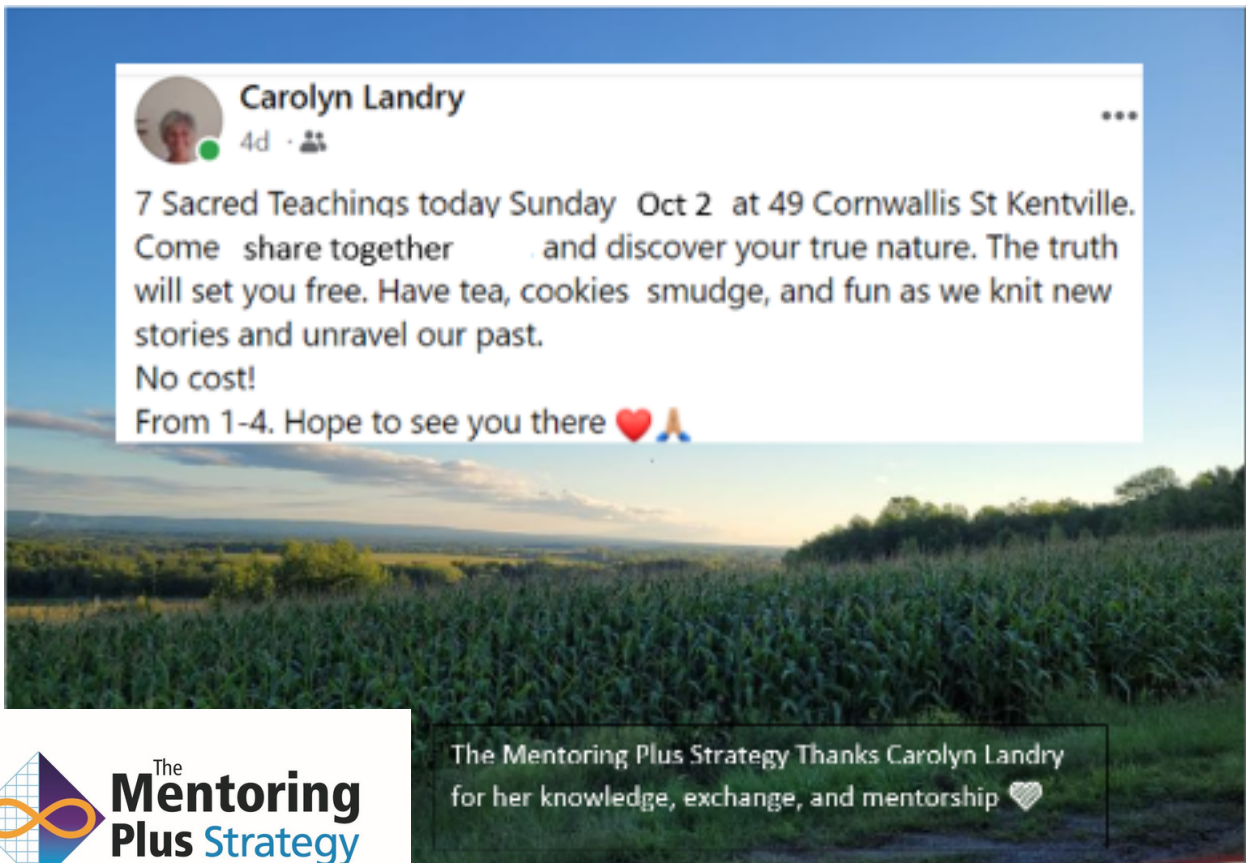 Carolyn Landry
4d ·
7 Sacred Teachings today Sunday Oct 2 at 49 Cornwallis St Kentville.
Come share together and discover your true nature. The truth
will set you free. Have tea, cookies smudge, and fun as we knit new
stories and unravel our past.
No cost!
From 1-4. Hope to see you there ❤️🙏🏽
The Mentoring Plus Strategy Thanks Carolyn Landry
for her knowledge, exchange, and mentorship 🤍
The
Mentoring
Plus Strategy